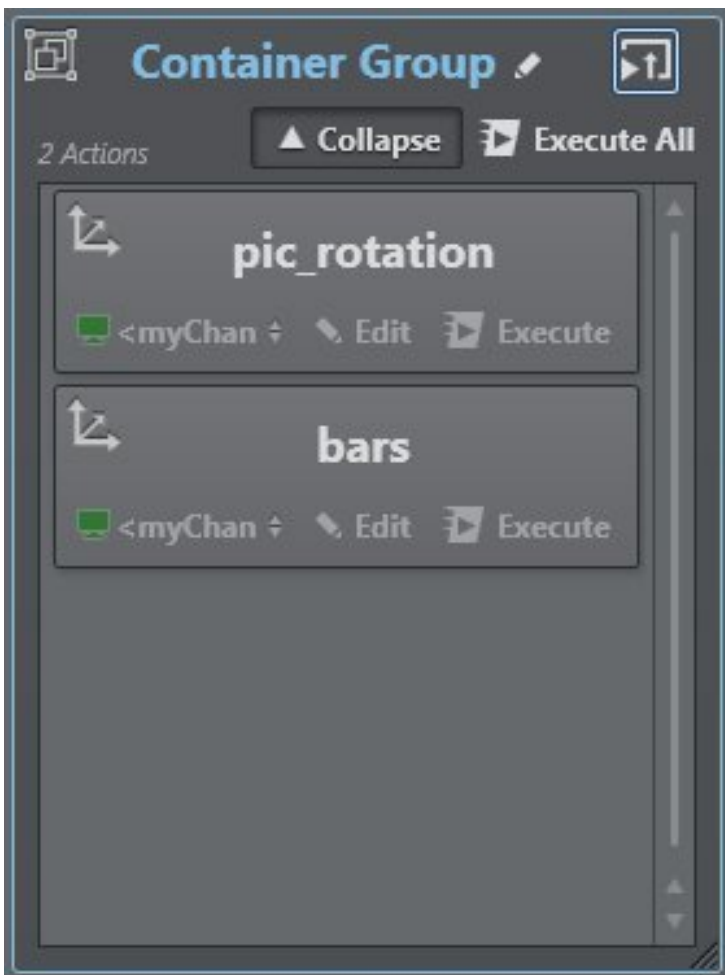 Container Group
2 Actions Collapse Execute All
pic_rotation
<myChan Edit Execute
bars
<myChan Edit Execute